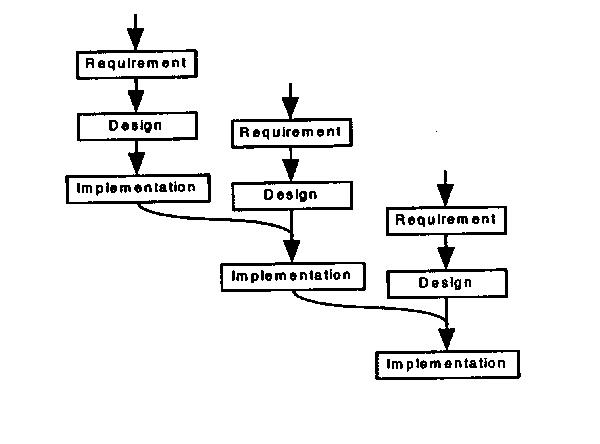 Requirement
Design
Implementation
Requirement
Design
Implementation
Requirement
Design
Implementation